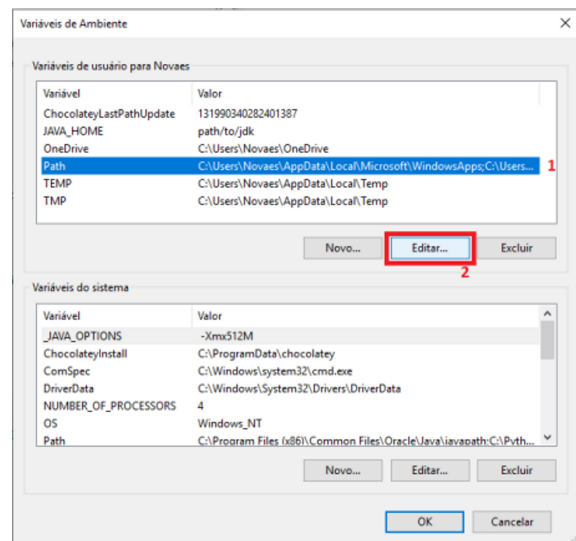 Variáveis de Ambiente
Variáveis de usuário para Novaes
Variável Valor
ChocolateyLastPathUpdate 131990340282401387
JAVA_HOME path/to/jdk
OneDrive C:\Users\Novaes\OneDrive
Path C:\Users\Novaes\AppData\Local\Microsoft\WindowsApps;C:\Users... 1
TEMP C:\Users\Novaes\AppData\Local\Temp
TMP C:\Users\Novaes\AppData\Local\Temp
Novo... Editar... Excluir
2
Variáveis do sistema
Variável Valor
_JAVA_OPTIONS -Xmx512M
ChocolateyInstall C:\ProgramData\chocolatey
ComSpec C:\Windows\system32\cmd.exe
DriverData C:\Windows\System32\Drivers\DriverData
NUMBER_OF_PROCESSORS 4
OS Windows_NT
Path C:\Program Files (x86)\Common Files\Oracle\Java\javapath;C:\Pyth...
Novo... Editar... Excluir
OK Cancelar